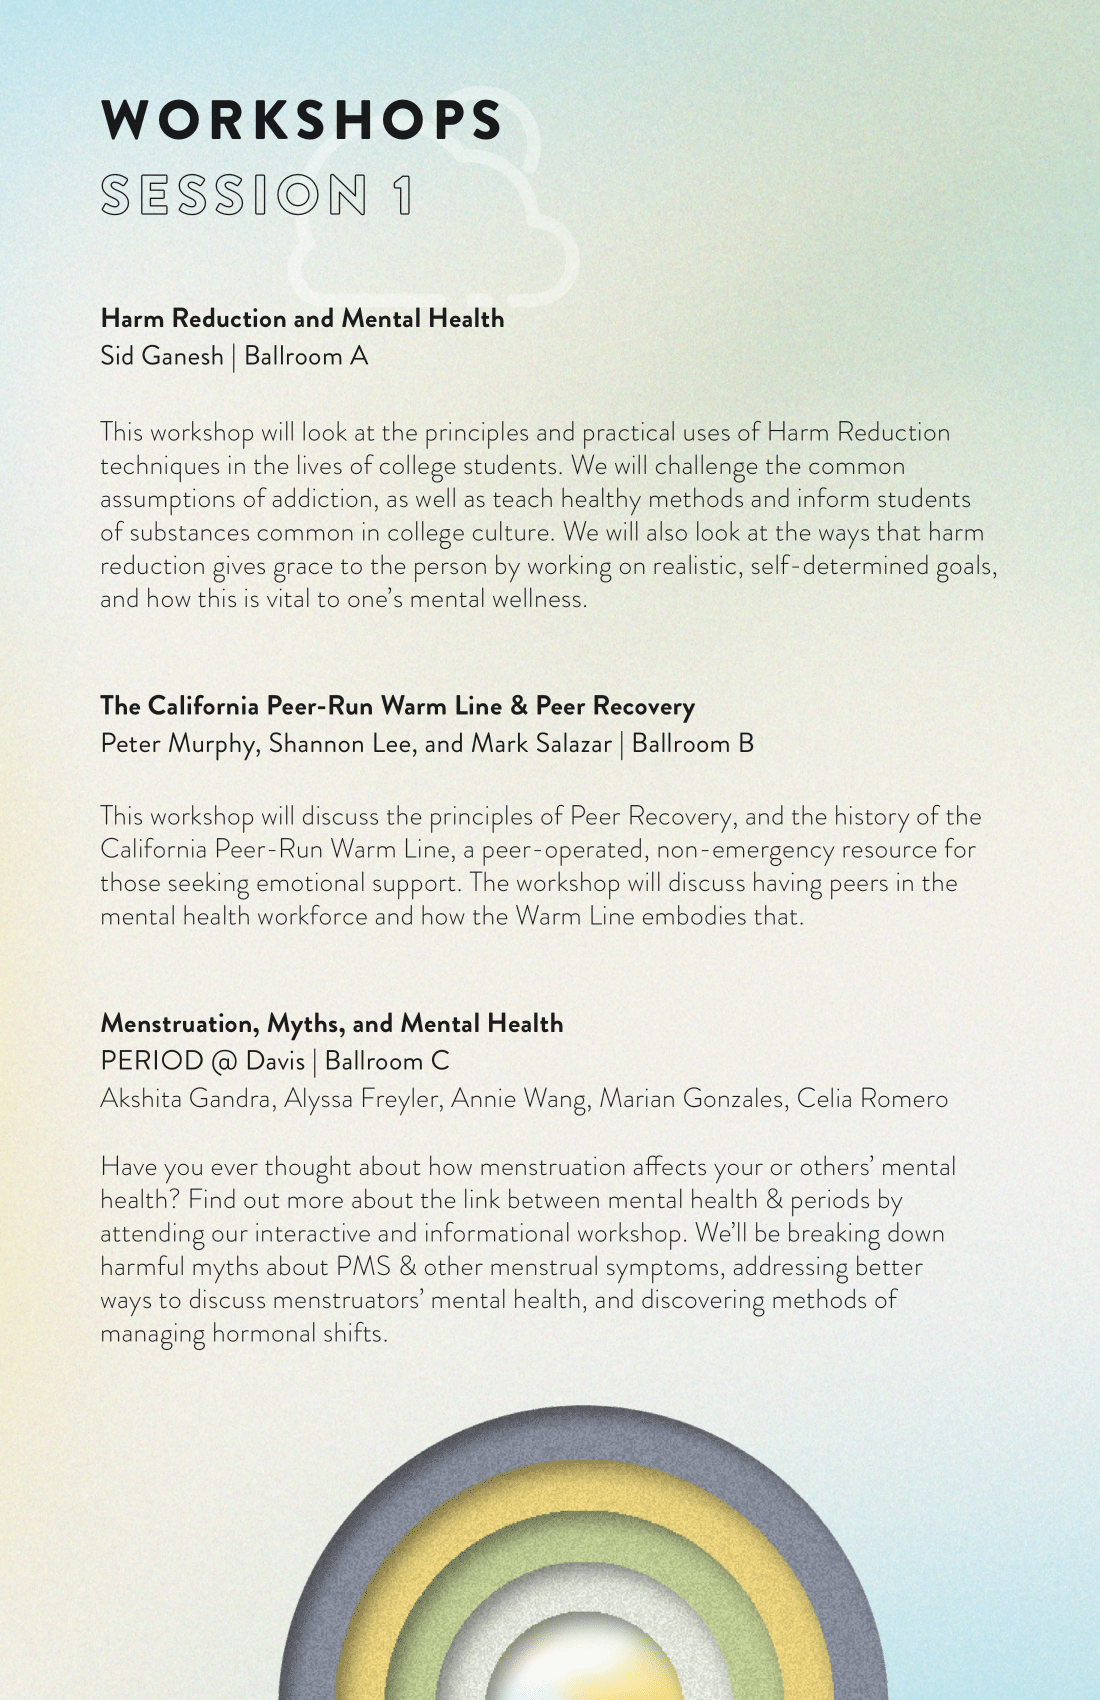 WORKSHOPS
SESSION 1
Harm Reduction and Mental Health
Sid Ganesh | Ballroom A
This workshop will look at the principles and practical uses of Harm Reduction
techniques in the lives of college students. We will challenge the common
assumptions of addiction, as well as teach healthy methods and inform students
of substances common in college culture. We will also look at the ways that harm
reduction gives grace to the person by working on realistic, self-determined goals,
and how this is vital to one’s mental wellness.
The California Peer-Run Warm Line & Peer Recovery
Peter Murphy, Shannon Lee, and Mark Salazar | Ballroom B
This workshop will discuss the principles of Peer Recovery, and the history of the
California Peer-Run Warm Line, a peer-operated, non-emergency resource for
those seeking emotional support. The workshop will discuss having peers in the
mental health workforce and how the Warm Line embodies that.
Menstruation, Myths, and Mental Health
PERIOD @ Davis | Ballroom C
Akshita Gandra, Alyssa Freyler, Annie Wang, Marian Gonzales, Celia Romero
Have you ever thought about how menstruation affects your or others’ mental
health? Find out more about the link between mental health & periods by
attending our interactive and informational workshop. We’ll be breaking down
harmful myths about PMS & other menstrual symptoms, addressing better
ways to discuss menstruators’ mental health, and discovering methods of
managing hormonal shifts.